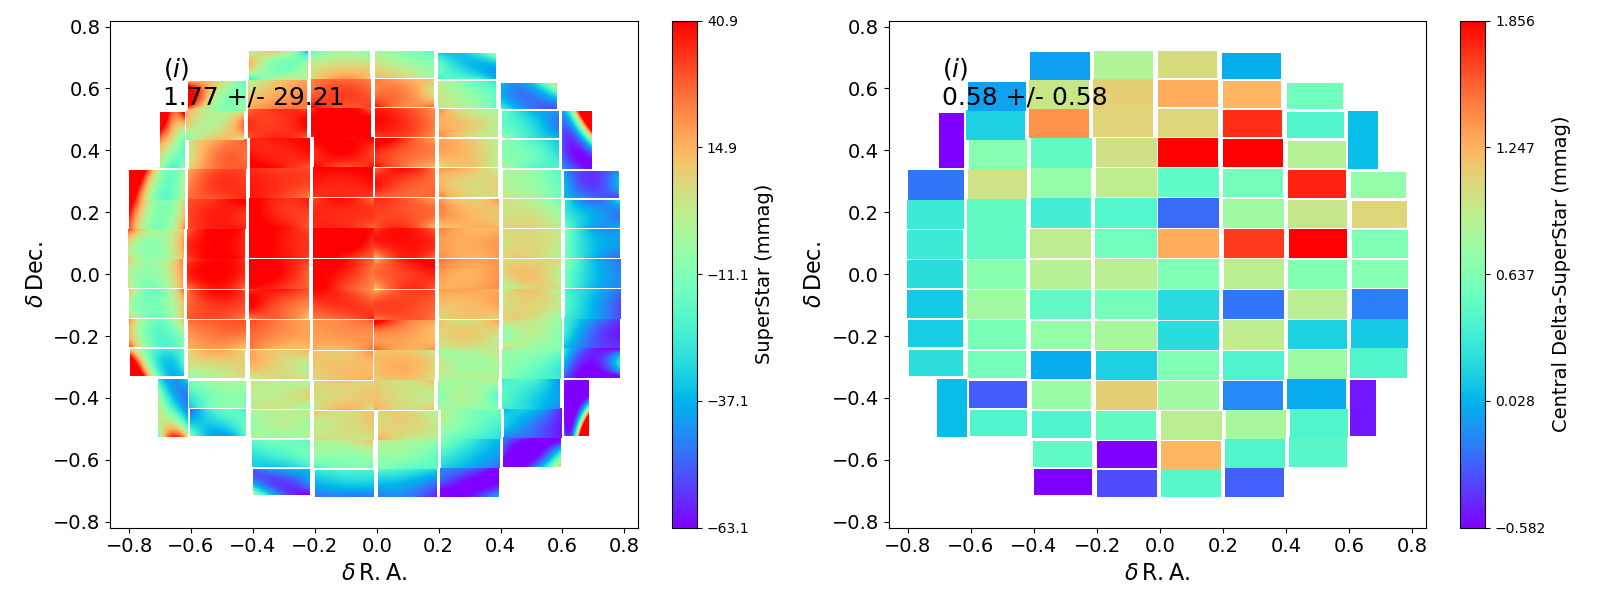 (i)
1.77 +/- 29.21
0.8
0.6
0.4
0.2
0.0
−0.2
−0.4
−0.6
−0.8
δ Dec.
−0.8 −0.6 −0.4 −0.2 0.0 0.2 0.4 0.6 0.8
δ R. A.
40.9
14.9
−11.1
−37.1
−63.1
SuperStar (mmag)
(i)
0.58 +/- 0.58
0.8
0.6
0.4
0.2
0.0
−0.2
−0.4
−0.6
−0.8
δ Dec.
−0.8 −0.6 −0.4 −0.2 0.0 0.2 0.4 0.6 0.8
δ R. A.
1.856
1.247
0.637
0.028
−0.582
Central Delta-SuperStar (mmag)